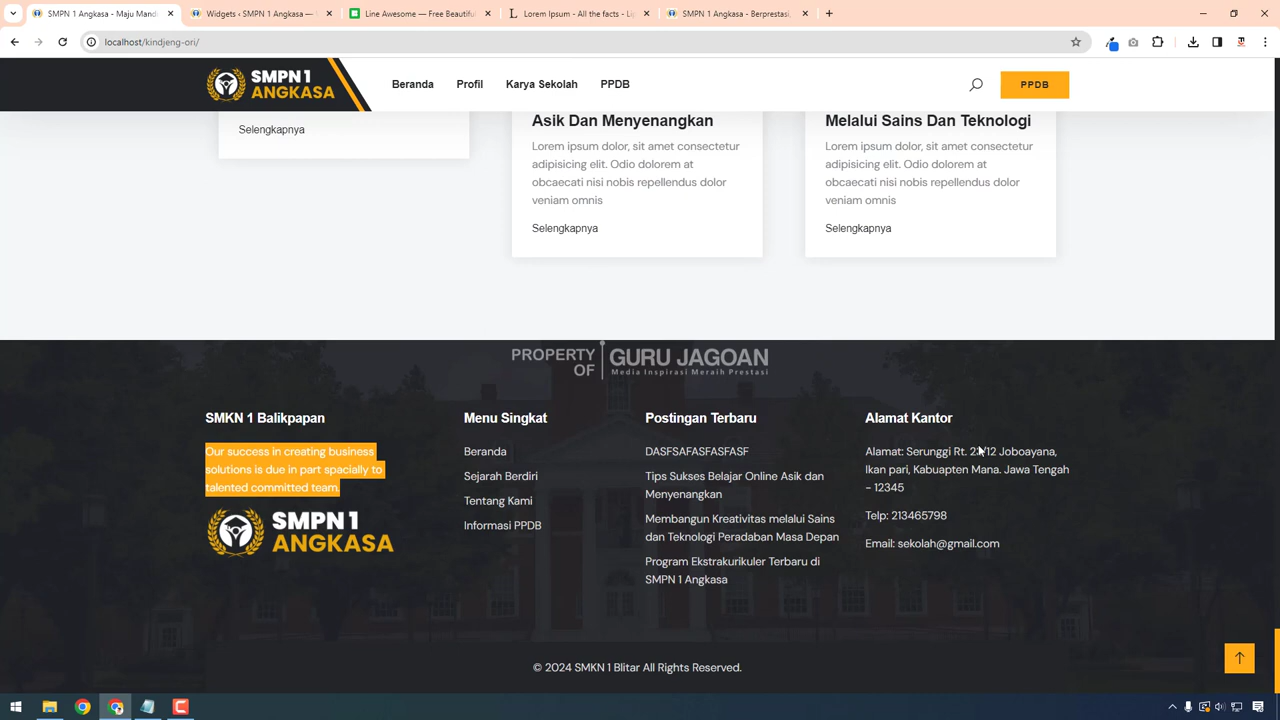 SMPN 1 Angkasa - Maju Mand
Widgets ‹ SMPN 1 Angkasa —
Line Awesome — Free Beautiful
Lorem Ipsum - All the facts - Li
SMPN 1 Angkasa - Berprestasi,
localhost/kindjeng-ori/
SMPN 1
ANGKASA
Beranda
Profil
Karya Sekolah
PPDB
PPDB
Selengkapnya
Asik Dan Menyenangkan
Lorem ipsum dolor, sit amet consectetur
adipisicing elit. Odio dolorem at
obcaecati nisi nobis repellendus dolor
veniam omnis
Selengkapnya
Melalui Sains Dan Teknologi
Lorem ipsum dolor, sit amet consectetur
adipisicing elit. Odio dolorem at
obcaecati nisi nobis repellendus dolor
veniam omnis
Selengkapnya
PROPERTY
OF
GURU JAGOAN
Media Inspirasi Meraih Prestasi
SMKN 1 Balikpapan
Our success in creating business
solutions is due in part spacially to
talented committed team.
SMPN 1
ANGKASA
Menu Singkat
Beranda
Sejarah Berdiri
Tentang Kami
Informasi PPDB
Postingan Terbaru
DASFSAFASFASFASF
Tips Sukses Belajar Online Asik dan
Menyenangkan
Membangun Kreativitas melalui Sains
dan Teknologi Peradaban Masa Depan
Program Ekstrakurikuler Terbaru di
SMPN 1 Angkasa
Alamat Kantor
Alamat: Serunggi Rt. Joboayana,
Ikan pari, Kabuapten Mana. Jawa Tengah
– 12345
Telp: 213465798
Email: sekolah@gmail.com
© 2024 SMKN 1 Blitar All Rights Reserved.